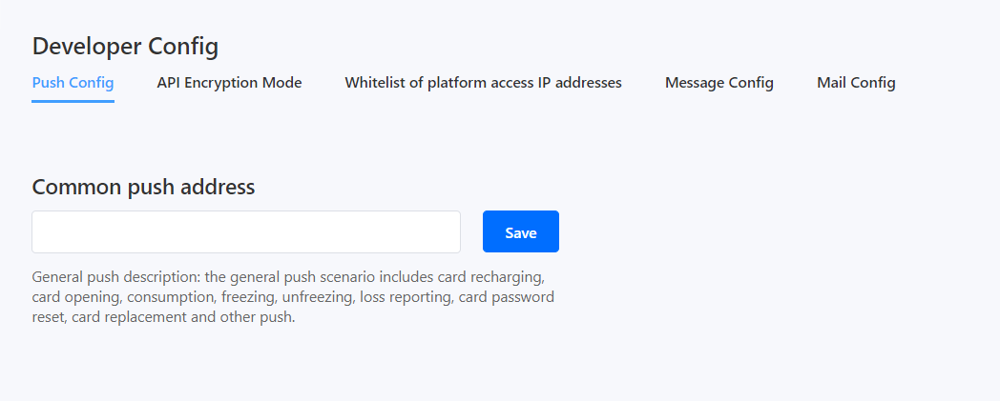 Developer Config
Push Config API Encryption Mode Whitelist of platform access IP addresses Message Config Mail Config
Common push address
Save
General push description: the general push scenario includes card recharging,
card opening, consumption, freezing, unfreezing, loss reporting, card password
reset, card replacement and other push.